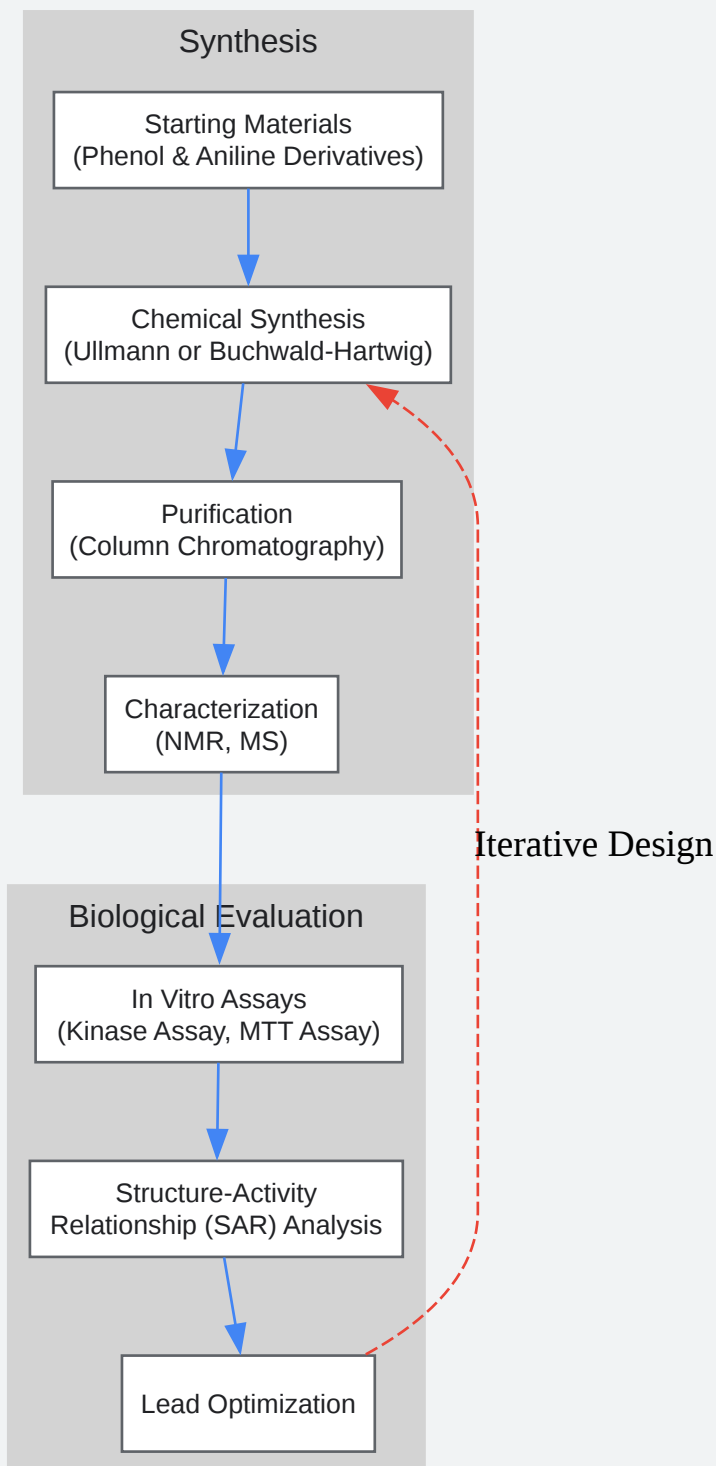 Synthesis
Starting Materials
(Phenol & Aniline Derivatives)
Chemical Synthesis
(Ullmann or Buchwald-Hartwig)
Purification
(Column Chromatography)
Characterization
(NMR, MS)
Iterative Design
Biological Evaluation
In Vitro Assays
(Kinase Assay, MTT Assay)
Structure-Activity
Relationship (SAR) Analysis
Lead Optimization